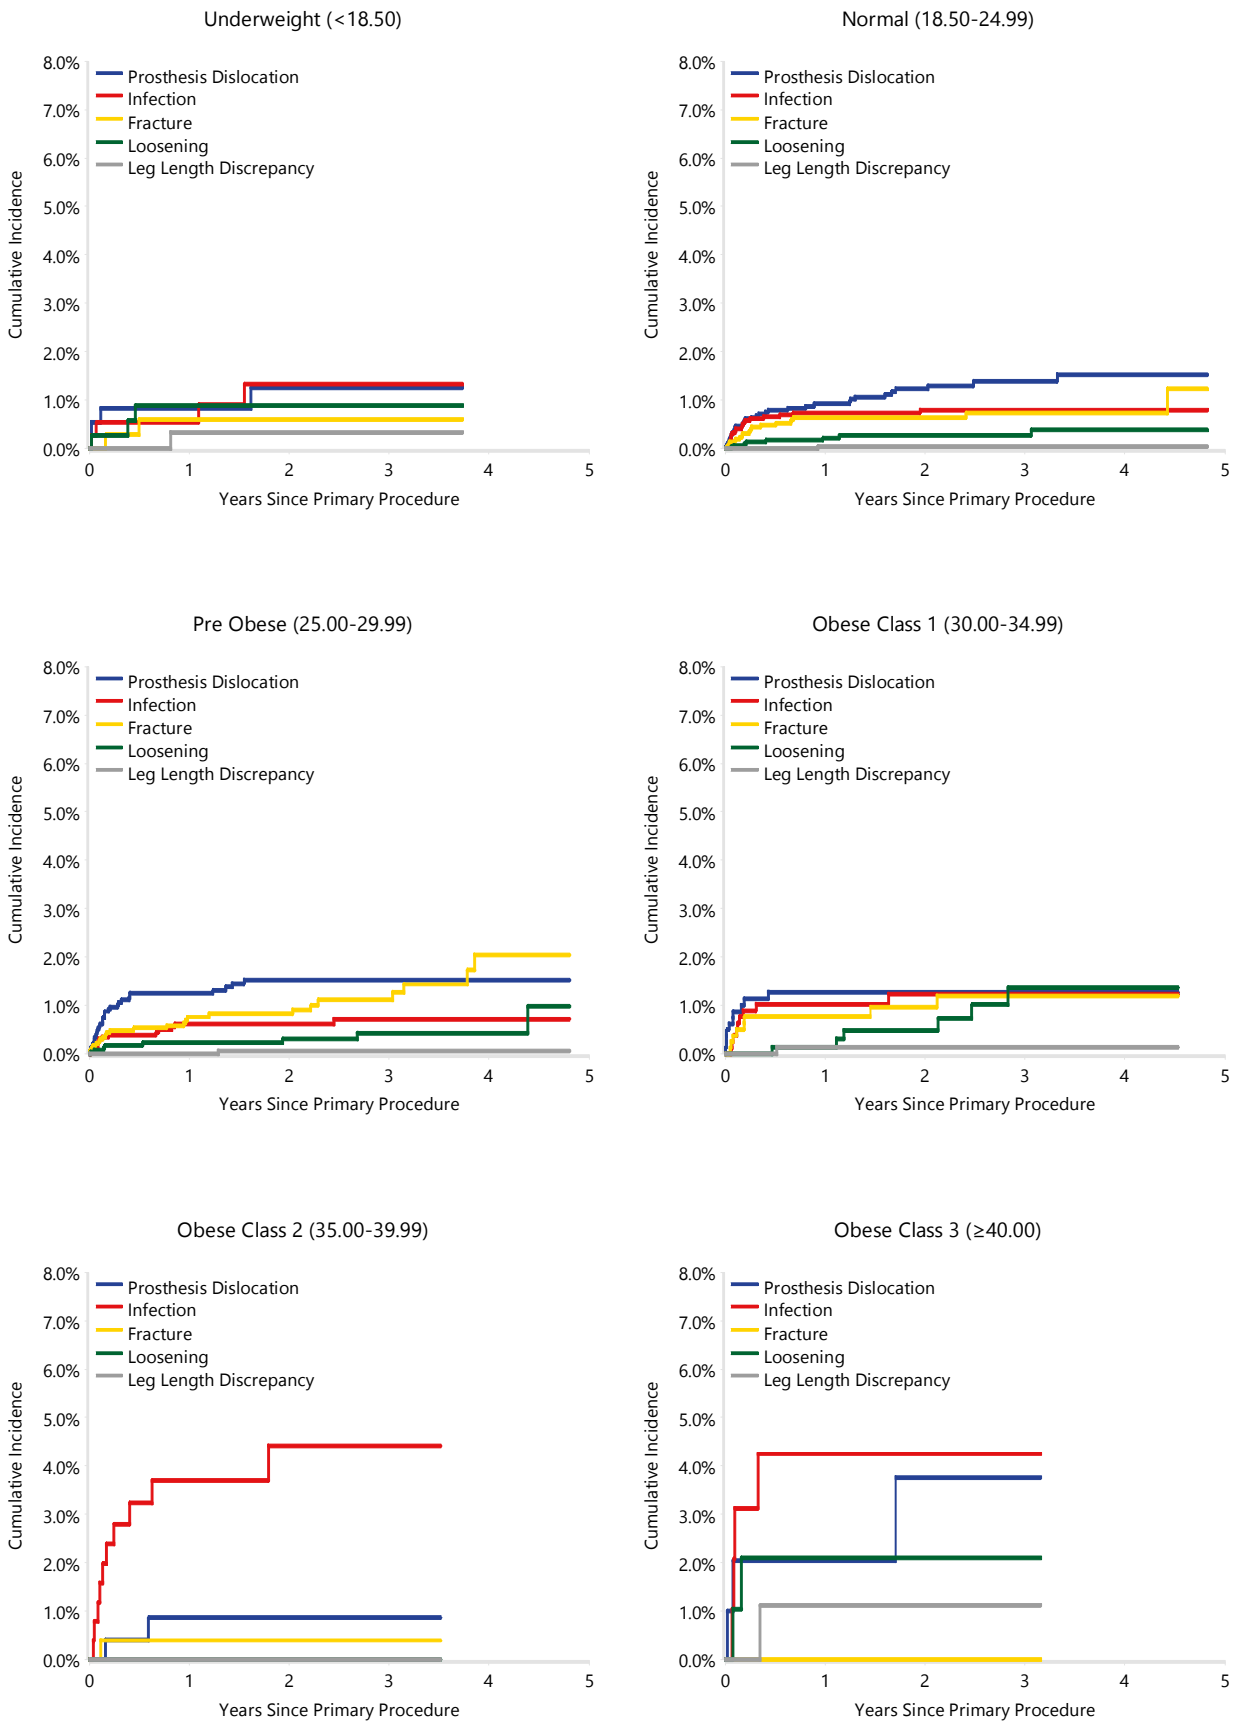 Underweight (<18.50)
8.0%
7.0%
6.0%
5.0%
4.0%
3.0%
2.0%
1.0%
0.0%
Cumulative Incidence
Prosthesis Dislocation
Infection
Fracture
Loosening
Leg Length Discrepancy
0 1 2 3 4 5
Years Since Primary Procedure
Normal (18.50-24.99)
8.0%
7.0%
6.0%
5.0%
4.0%
3.0%
2.0%
1.0%
0.0%
Cumulative Incidence
Prosthesis Dislocation
Infection
Fracture
Loosening
Leg Length Discrepancy
0 1 2 3 4 5
Years Since Primary Procedure
Pre Obese (25.00-29.99)
8.0%
7.0%
6.0%
5.0%
4.0%
3.0%
2.0%
1.0%
0.0%
Cumulative Incidence
Prosthesis Dislocation
Infection
Fracture
Loosening
Leg Length Discrepancy
0 1 2 3 4 5
Years Since Primary Procedure
Obese Class 1 (30.00-34.99)
8.0%
7.0%
6.0%
5.0%
4.0%
3.0%
2.0%
1.0%
0.0%
Cumulative Incidence
Prosthesis Dislocation
Infection
Fracture
Loosening
Leg Length Discrepancy
0 1 2 3 4 5
Years Since Primary Procedure
Obese Class 2 (35.00-39.99)
8.0%
7.0%
6.0%
5.0%
4.0%
3.0%
2.0%
1.0%
0.0%
Cumulative Incidence
Prosthesis Dislocation
Infection
Fracture
Loosening
Leg Length Discrepancy
0 1 2 3 4 5
Years Since Primary Procedure
Obese Class 3 (≥40.00)
8.0%
7.0%
6.0%
5.0%
4.0%
3.0%
2.0%
1.0%
0.0%
Cumulative Incidence
Prosthesis Dislocation
Infection
Fracture
Loosening
Leg Length Discrepancy
0 1 2 3 4 5
Years Since Primary Procedure